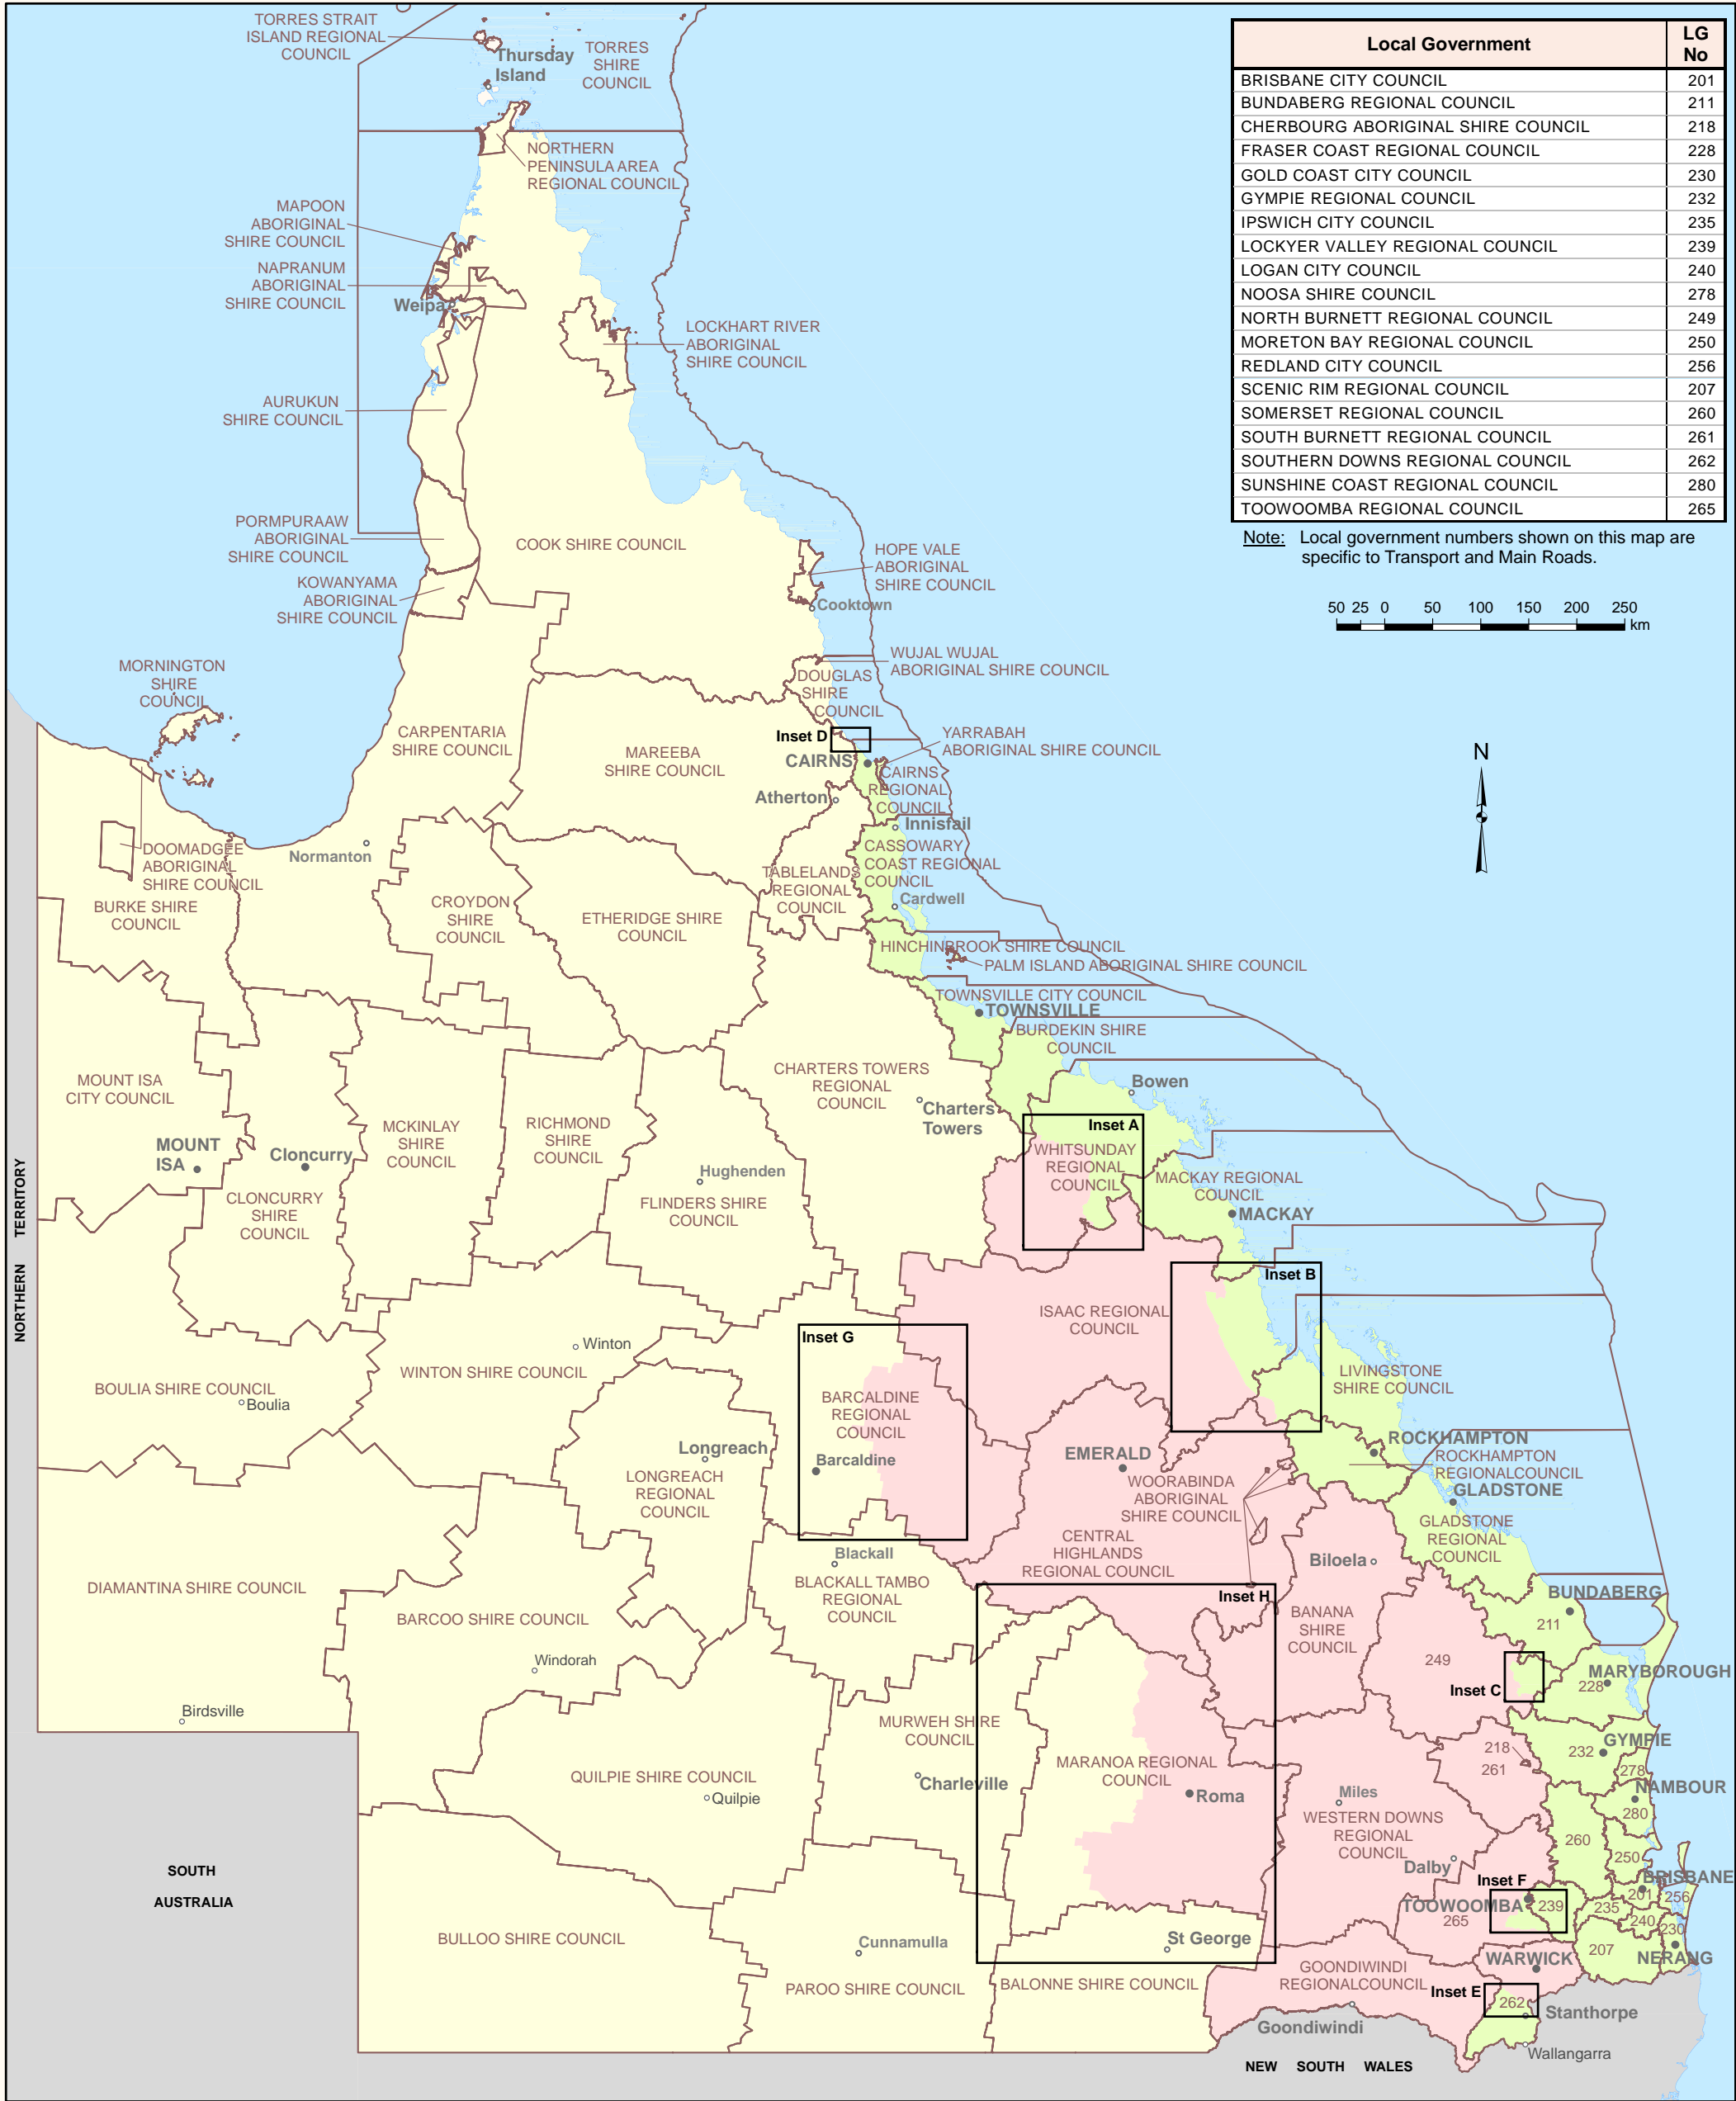 TORRES STRAIT
ISLAND REGIONAL
COUNCIL
Thursday
Island
TORRES
SHIRE
COUNCIL
Local Government
LG
No
BRISBANE CITY COUNCIL 201
BUNDABERG REGIONAL COUNCIL 211
CHERBOURG ABORIGINAL SHIRE COUNCIL 218
FRASER COAST REGIONAL COUNCIL 228
GOLD COAST CITY COUNCIL 230
GYMPIE REGIONAL COUNCIL 232
IPSWICH CITY COUNCIL 235
LOCKYER VALLEY REGIONAL COUNCIL 239
LOGAN CITY COUNCIL 240
NOOSA SHIRE COUNCIL 278
NORTH BURNETT REGIONAL COUNCIL 249
MORETON BAY REGIONAL COUNCIL 250
REDLAND CITY COUNCIL 256
SCENIC RIM REGIONAL COUNCIL 207
SOMERSET REGIONAL COUNCIL 260
SOUTH BURNETT REGIONAL COUNCIL 261
SOUTHERN DOWNS REGIONAL COUNCIL 262
SUNSHINE COAST REGIONAL COUNCIL 280
TOOWOOMBA REGIONAL COUNCIL 265
Note: Local government numbers shown on this map are
specific to Transport and Main Roads.
50 25 0 50 100 150 200 250
km
N
NORTHERN
PENINSULA AREA
REGIONAL COUNCIL
MAPOON
ABORIGINAL
SHIRE COUNCIL
NAPRANUM
ABORIGINAL
SHIRE COUNCIL
Weipa
LOCKHART RIVER
ABORIGINAL
SHIRE COUNCIL
AURUKUN
SHIRE COUNCIL
PORMPURAAW
ABORIGINAL
SHIRE COUNCIL
COOK SHIRE COUNCIL
HOPE VALE
ABORIGINAL
SHIRE COUNCIL
KOWANYAMA
ABORIGINAL
SHIRE COUNCIL
Cooktown
WUJAL WUJAL
ABORIGINAL SHIRE COUNCIL
MORNINGTON
SHIRE
COUNCIL
DOUGLAS
SHIRE
COUNCIL
CARPENTARIA
SHIRE COUNCIL
MAREEBA
SHIRE COUNCIL
Inset D
YARRABAH
ABORIGINAL SHIRE COUNCIL
CAIRNS
CAIRNS
REGIONAL
COUNCIL
Atherton
Innisfail
DOOMADGEE
ABORIGINAL
SHIRE COUNCIL
Normanton
CASSOWARY
COAST REGIONAL
COUNCIL
TABLELANDS
REGIONAL
COUNCIL
Cardwell
BURKE SHIRE
COUNCIL
CROYDON
SHIRE
COUNCIL
ETHERIDGE SHIRE
COUNCIL
HINCHINBROOK SHIRE COUNCIL
PALM ISLAND ABORIGINAL SHIRE COUNCIL
TOWNSVILLE CITY COUNCIL
TOWNSVILLE
BURDEKIN SHIRE
COUNCIL
MOUNT ISA
CITY COUNCIL
CHARTERS TOWERS
REGIONAL
COUNCIL
Bowen
Charters
Towers
MCKINLAY
SHIRE
COUNCIL
RICHMOND
SHIRE
COUNCIL
Inset A
WHITSUNDAY
REGIONAL
COUNCIL
MOUNT
ISA
Cloncurry
Hughenden
MACKAY REGIONAL
COUNCIL
MACKAY
CLONCURRY
SHIRE
COUNCIL
FLINDERS SHIRE
COUNCIL
NORTHERN TERRITORY
Inset B
ISAAC REGIONAL
COUNCIL
Inset G
Winton
WINTON SHIRE COUNCIL
BOULIA SHIRE COUNCIL
Boulia
LIVINGSTONE
SHIRE COUNCIL
BARCALDINE
REGIONAL
COUNCIL
Longreach
Barcaldine
EMERALD
ROCKHAMPTON
ROCKHAMPTON
REGIONALCOUNCIL
LONGREACH
REGIONAL
COUNCIL
WOORABINDA
ABORIGINAL
SHIRE COUNCIL
GLADSTONE
GLADSTONE
REGIONAL
COUNCIL
CENTRAL
HIGHLANDS
REGIONAL COUNCIL
Biloela
Blackall
BLACKALL TAMBO
REGIONAL
COUNCIL
DIAMANTINA SHIRE COUNCIL
Inset H
BUNDABERG
211
BARCOO SHIRE COUNCIL
BANANA
SHIRE
COUNCIL
Windorah
249
Inset C
MARYBOROUGH
228
Birdsville
MURWEH SHIRE
COUNCIL
218
261
232
GYMPIE
278
MARANOA REGIONAL
COUNCIL
QUILPIE SHIRE COUNCIL
Quilpie
Charleville
Roma
Miles
NAMBOUR
280
WESTERN DOWNS
REGIONAL
COUNCIL
260
250
Dalby
SOUTH
AUSTRALIA
Inset F
BRISBANE
201
256
TOOWOOMBA
239
235
265
240
230
BULLOO SHIRE COUNCIL
Cunnamulla
St George
207
NERANG
WARWICK
GOONDIWINDI
REGIONALCOUNCIL
PAROO SHIRE COUNCIL
BALONNE SHIRE COUNCIL
Inset E
262
Stanthorpe
Goondiwindi
Wallangarra
NEW SOUTH WALES